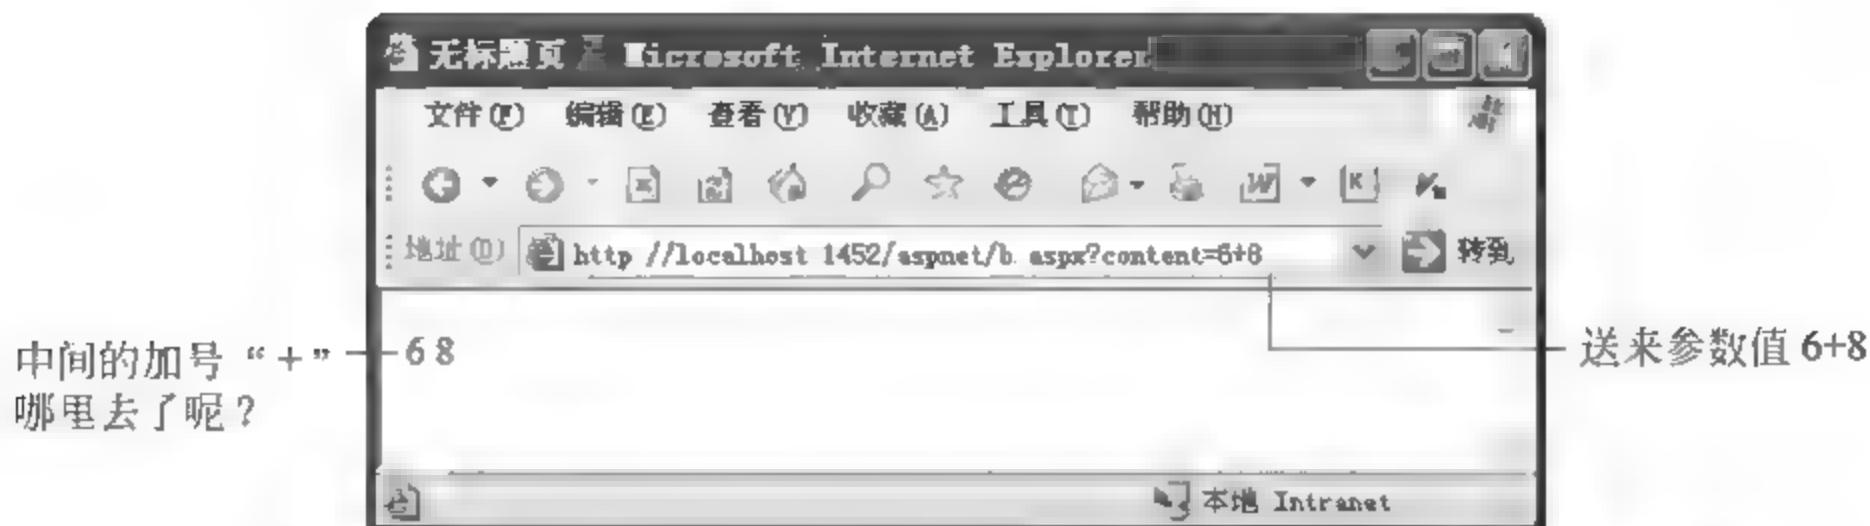 无标题页 - Microsoft Internet Explorer
文件(F) 编辑(E) 查看(V) 收藏(A) 工具(T) 帮助(H)
地址(D) http //localhost 1452/aspnet/b. aspx?content=6+8 转到
6 8
中间的加号“+”
哪里去了呢?
送来参数值 6+8
本地 Intranet